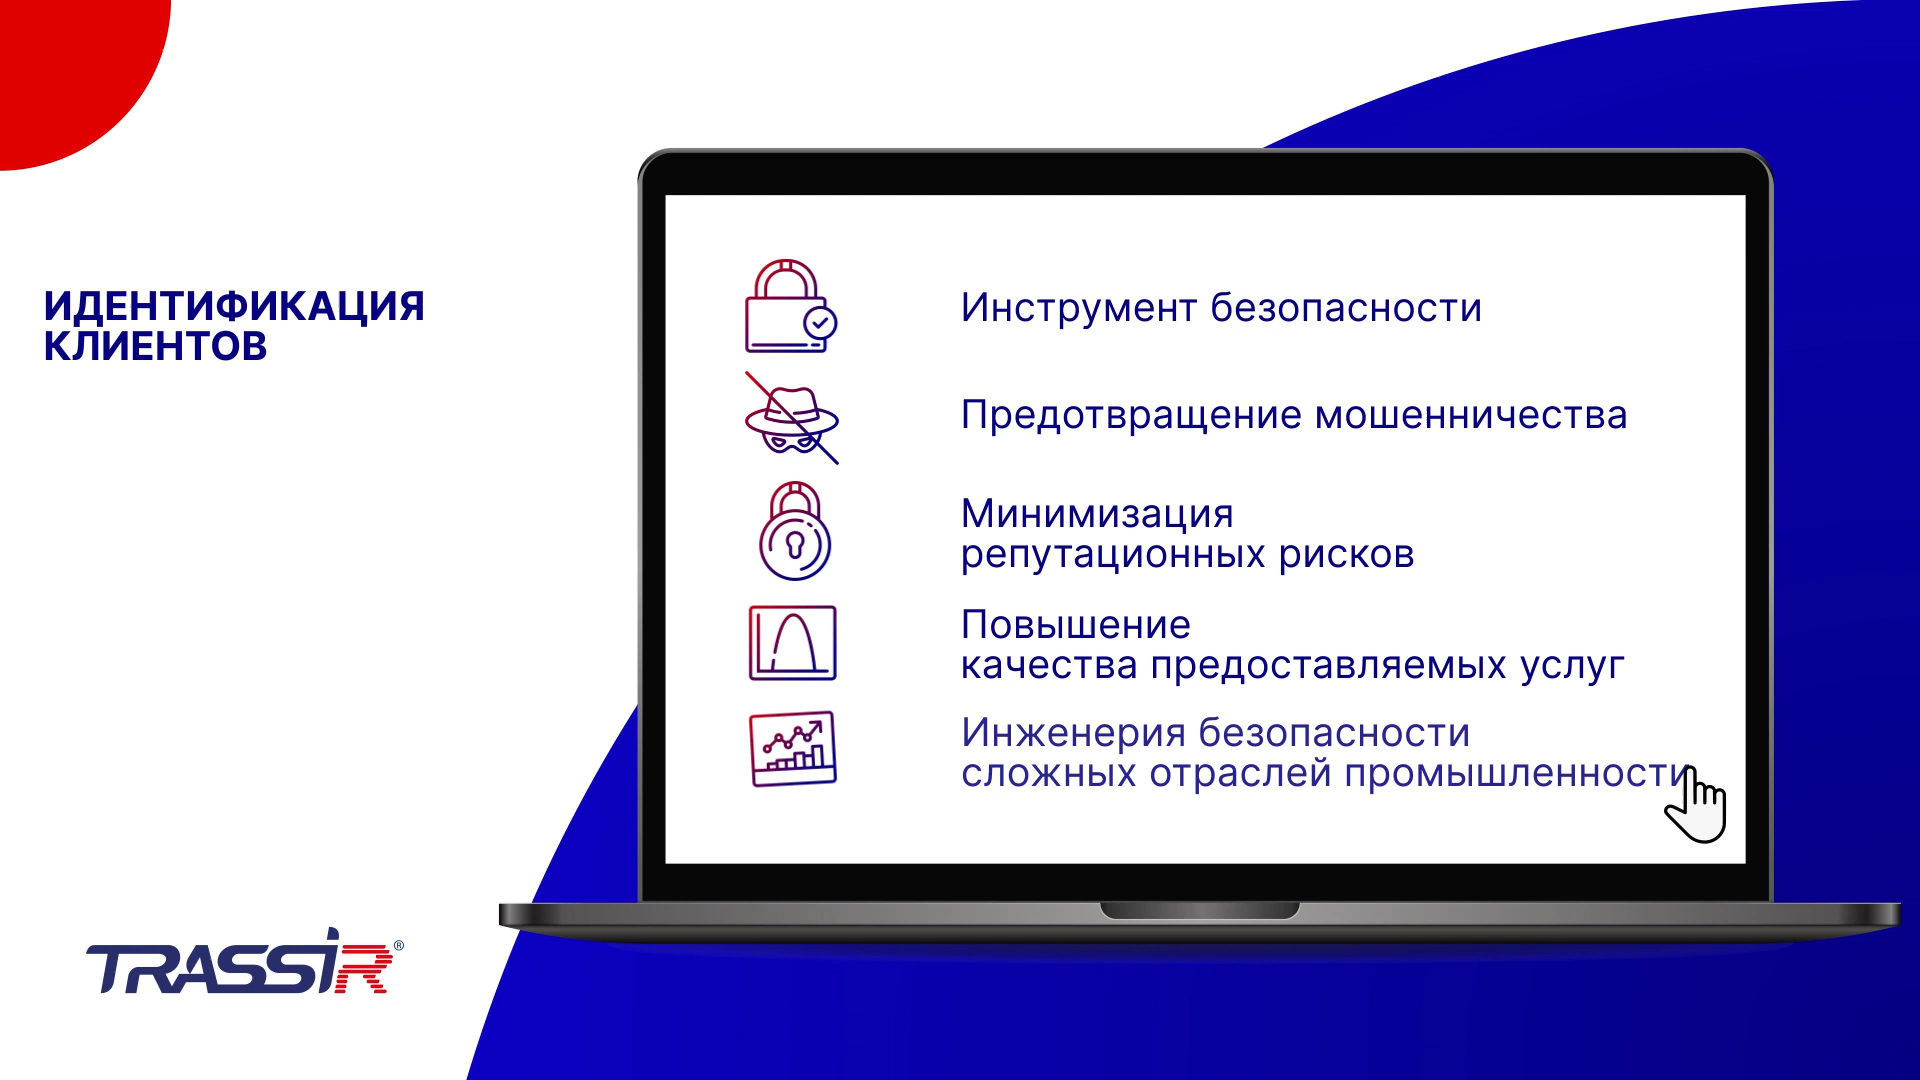 ИДЕНТИФИКАЦИЯ
КЛИЕНТОВ
Инструмент безопасности
Предотвращение мошенничества
Минимизация
репутационных рисков
Повышение
качества предоставляемых услуг
Инженерия безопасности
сложных отраслей промышленности
TRASSIR®